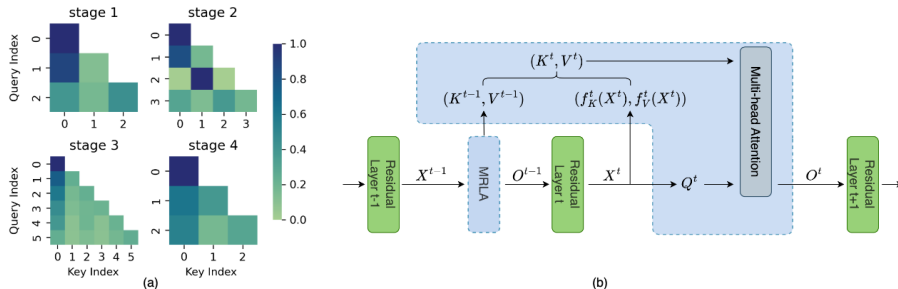 stage 1
stage 2
Query Index
0
1
2
0 1 2
0
1
2
3
0 1 2 3
1.0
0.8
0.6
0.4
0.2
0.0
stage 3
stage 4
Query Index
0
1
2
3
4
5
0 1 2 3 4 5
Key Index
0
1
2
0 1 2
Key Index
(a)
(K^t, V^t)
(K^{t-1}, V^{t-1})
(f_K^t(X^t), f_V^t(X^t))
Multi-head Attention
Residual
Layer t-1
X^{t-1}
MRLA
O^{t-1}
Residual
Layer t
X^t
Q^t
O^t
Residual
Layer t+1
(b)